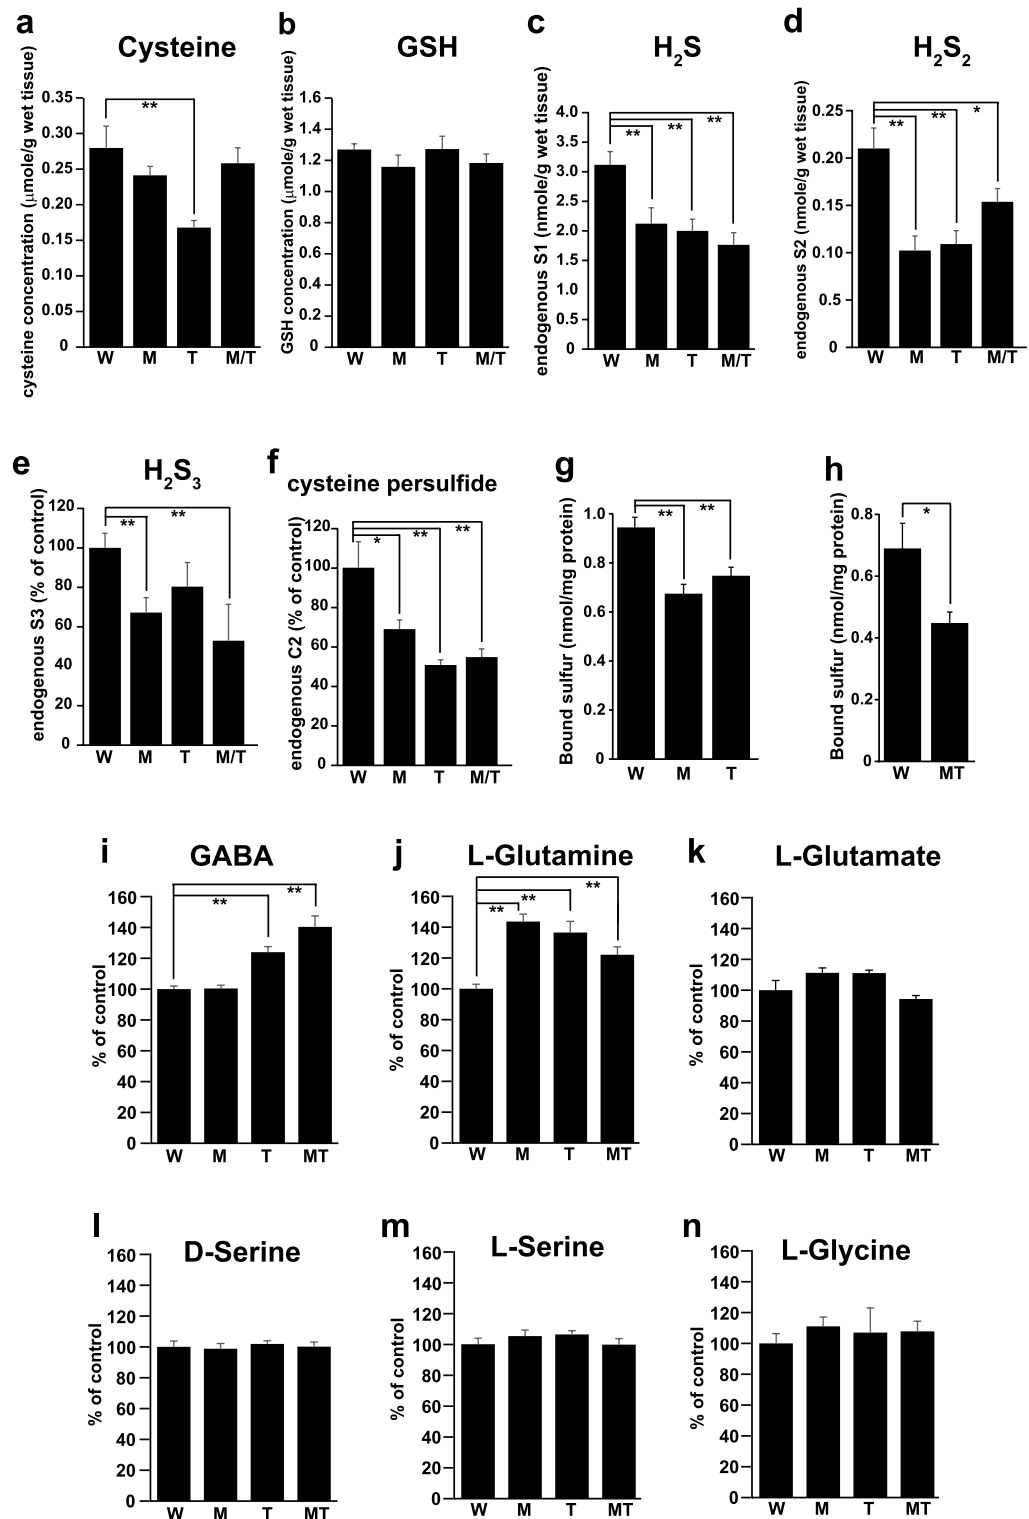 a
Cysteine
cysteine concentration (μmole/g wet tissue)
0.35
0.30
0.25
0.20
0.15
0.10
0.05
0
**
W M T M/T
b
GSH
GSH concentration (μmole/g wet tissue)
1.6
1.4
1.2
1.0
0.8
0.6
0.4
0.2
0
W M T M/T
c
H2S
endogenous S1 (nmole/g wet tissue)
4.0
3.5
3.0
2.5
2.0
1.5
1.0
5.0
0
** ** **
W M T M/T
d
H2S2
endogenous S2 (nmole/g wet tissue)
0.25
0.20
0.15
0.10
0.5
0
** ** *
W M T M/T
e
H2S3
endogenous S3 (% of control)
120
100
80
60
40
20
0
** **
W M T M/T
f
cysteine persulfide
endogenous C2 (% of control)
120
100
80
60
40
20
0
* ** **
W M T M/T
g
Bound sulfur (nmol/mg protein)
1.0
0.8
0.6
0.4
0.2
0
** **
W M T
h
Bound sulfur (nmol/mg protein)
0.8
0.6
0.4
0.2
0
*
W MT
i
GABA
% of control
160
140
120
100
80
60
40
20
0
** **
W M T MT
j
L-Glutamine
% of control
160
140
120
100
80
60
40
20
0
** ** **
W M T MT
k
L-Glutamate
% of control
160
140
120
100
80
60
40
20
0
W M T MT
l
D-Serine
% of control
160
140
120
100
80
60
40
20
0
W M T MT
m
L-Serine
% of control
160
140
120
100
80
60
40
20
0
W M T MT
n
L-Glycine
% of control
160
140
120
100
80
60
40
20
0
W M T MT